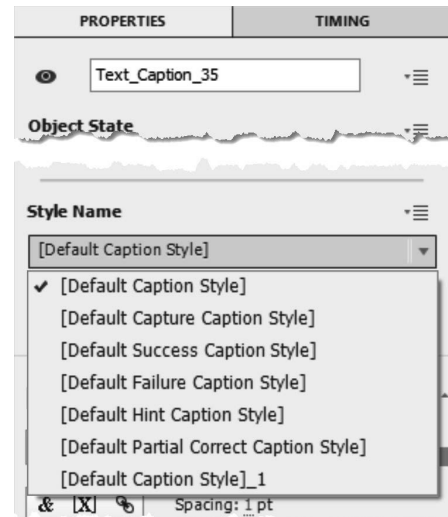 PROPERTIES TIMING
Text_Caption_35
Object State
Style Name
[Default Caption Style]
[Default Caption Style]
[Default Capture Caption Style]
[Default Success Caption Style]
[Default Failure Caption Style]
[Default Hint Caption Style]
[Default Partial Correct Caption Style]
[Default Caption Style]_1
& [X] Spacing: 1 pt